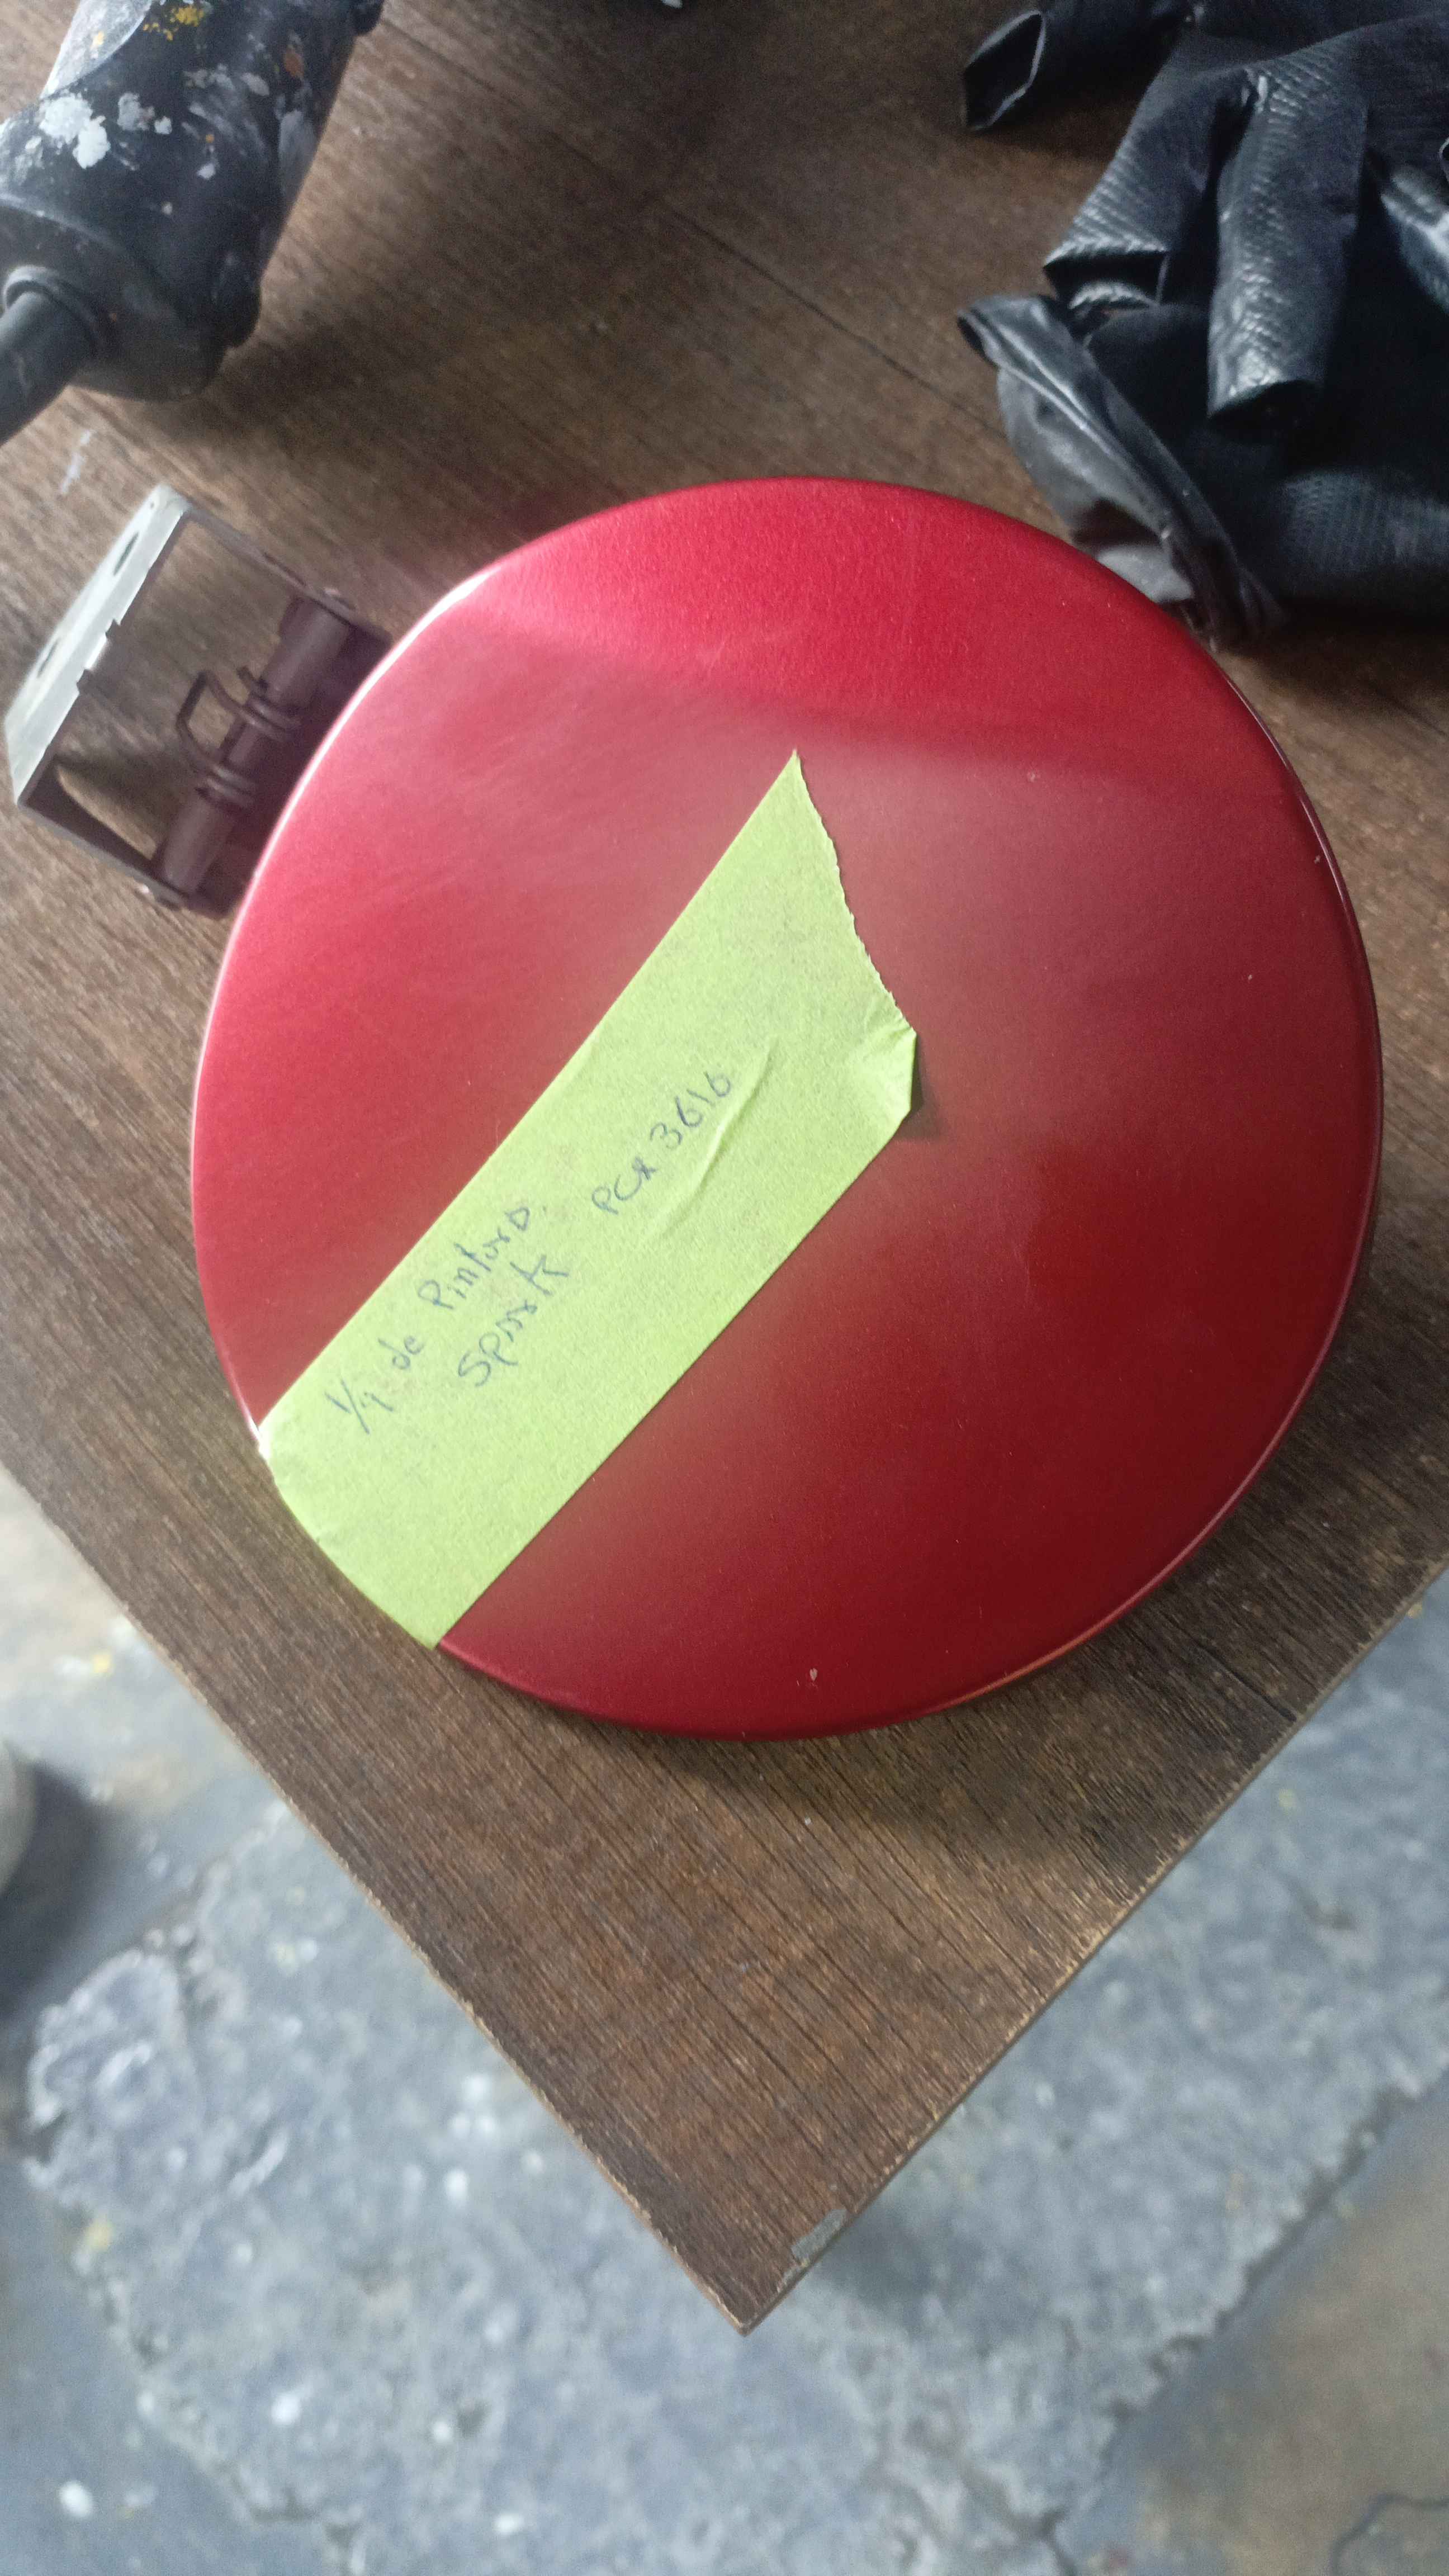 1/4 de Pintura
Spark PCX 3616